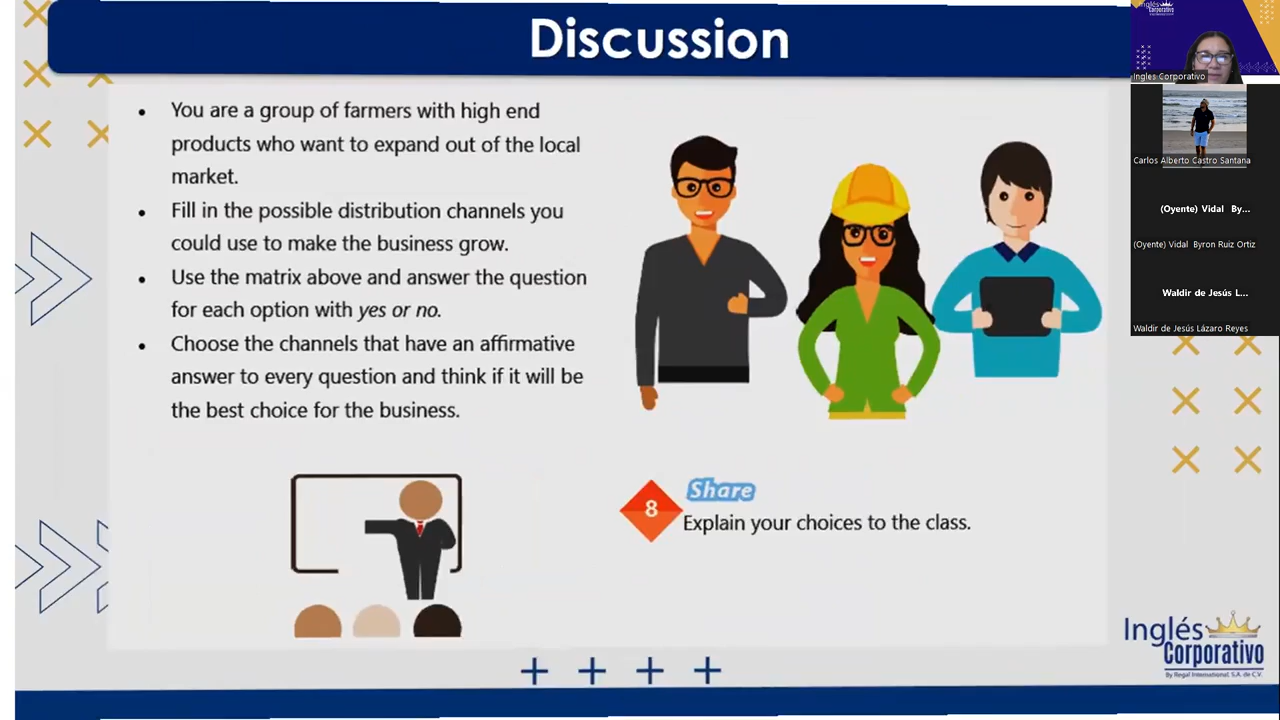 Discussion
• You are a group of farmers with high end
products who want to expand out of the local
market.
• Fill in the possible distribution channels you
could use to make the business grow.
• Use the matrix above and answer the question
for each option with yes or no.
• Choose the channels that have an affirmative
answer to every question and think if it will be
the best choice for the business.
8
Share
Explain your choices to the class.
Inglés
Corporativo
By Regal International, S.A. de C.V.
Inglés
Corporativo
Ingles Corporativo
Carlos Alberto Castro Santana
(Oyente) Vidal By...
(Oyente) Vidal Byron Ruiz Ortiz
Waldir de Jesús L...
Waldir de Jesús Lázaro Reyes